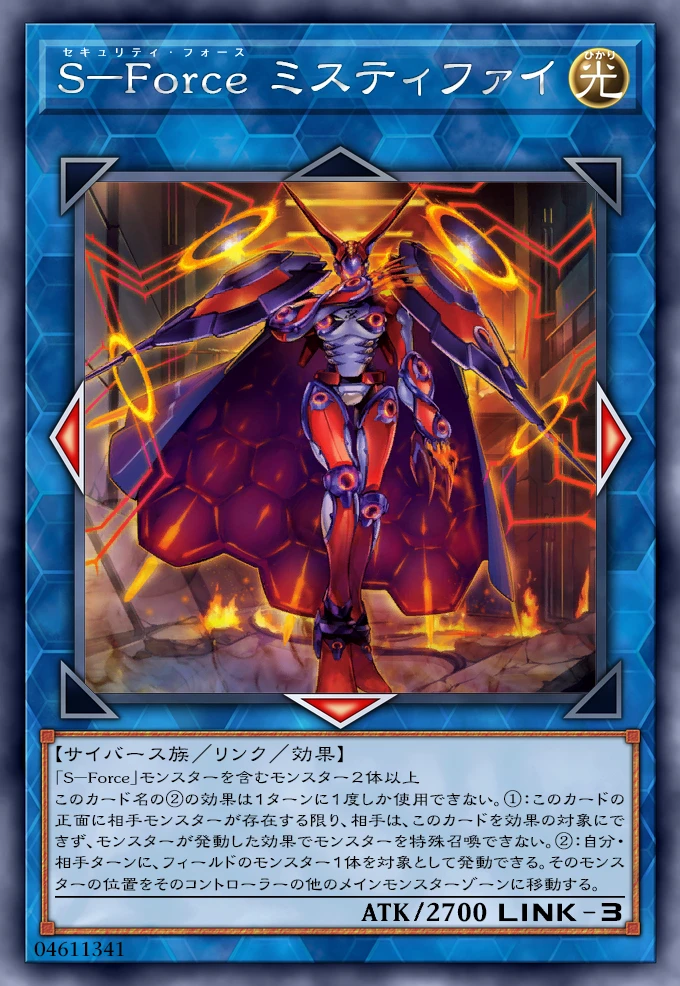 セキュリティ・フォース
S－Force ミスティファイ
ひかり
光
【サイバース族／リンク／効果】
「S－Force」モンスターを含むモンスター２体以上
このカード名の②の効果は１ターンに１度しか使用できない。①：このカードの
正面に相手モンスターが存在する限り、相手は、このカードを効果の対象にで
きず、モンスターが発動した効果でモンスターを特殊召喚できない。②：自分・
相手ターンに、フィールドのモンスター１体を対象として発動できる。そのモンス
ターの位置をそのコントローラーの他のメインモンスターゾーンに移動する。
ATK/2700 LINK－3
04611341